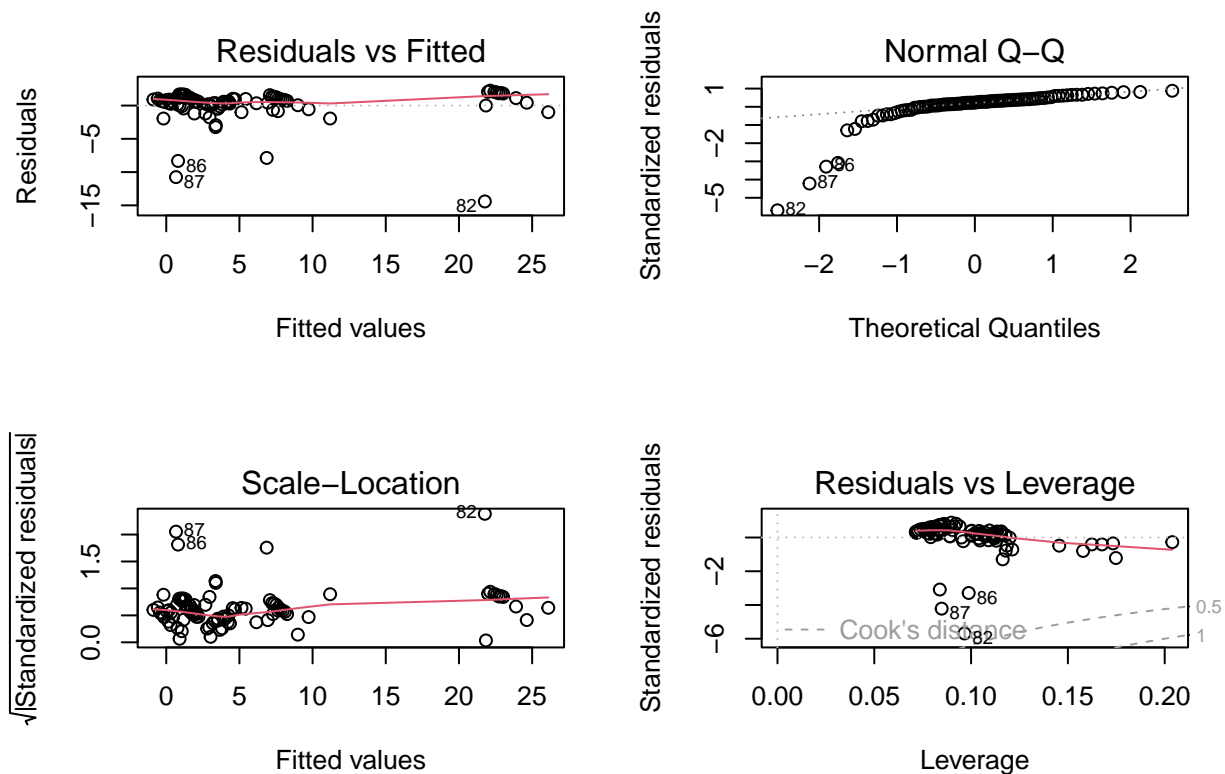 Residuals vs Fitted
Residuals
−5
−15
86
87
82
0 5 10 15 20 25
Fitted values
Normal Q−Q
Standardized residuals
1
−2
−5
86
87
82
−2 −1 0 1 2
Theoretical Quantiles
Scale−Location
√|Standardized residuals|
1.5
0.0
82
87
86
0 5 10 15 20 25
Fitted values
Residuals vs Leverage
Standardized residuals
−2
−6
86
87
82
Cook's distance
0.5
1
0.00 0.05 0.10 0.15 0.20
Leverage